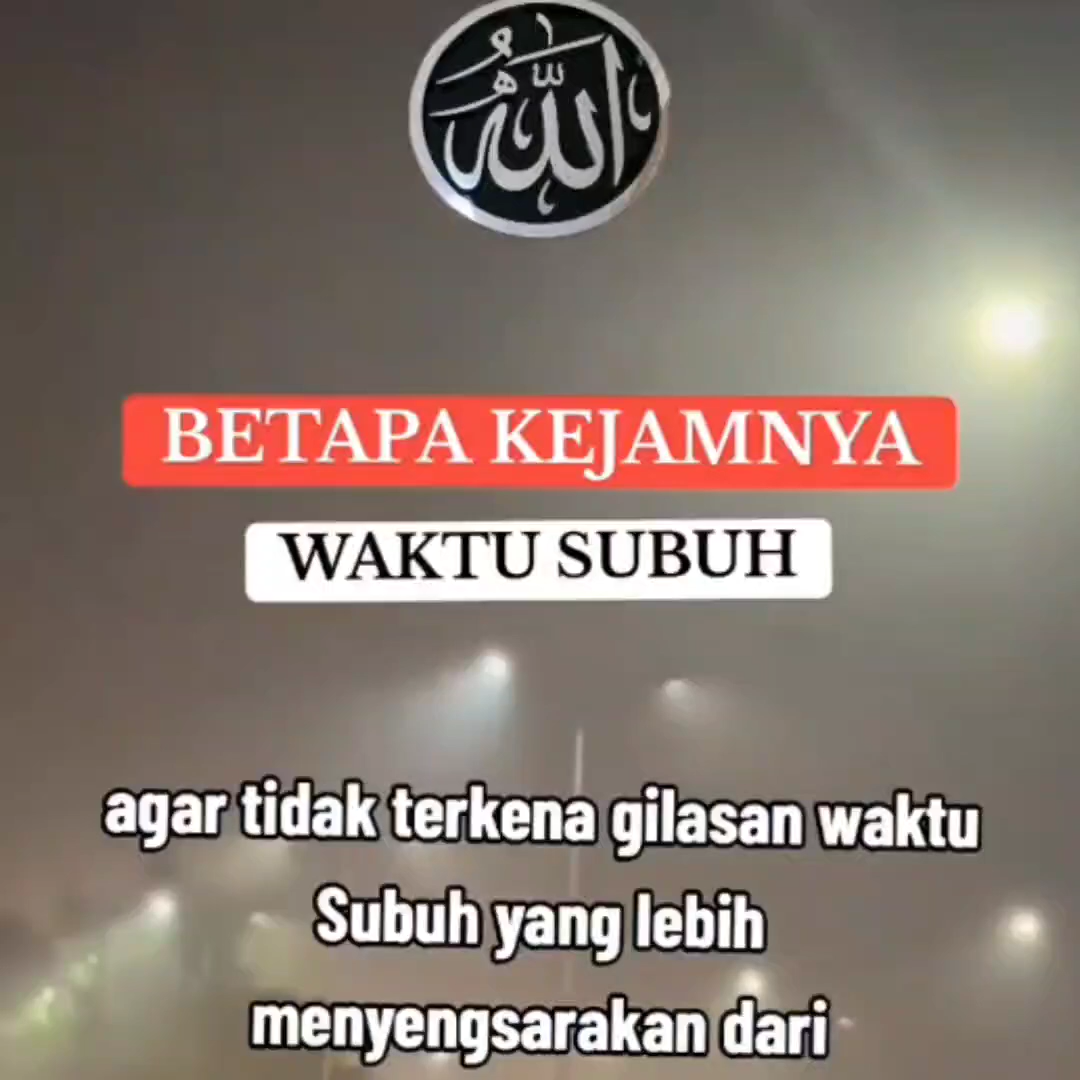 الله
BETAPA KEJAMNYA
WAKTU SUBUH
agar tidak terkena gilasan waktu
Subuh yang lebih
menyengsarakan dari